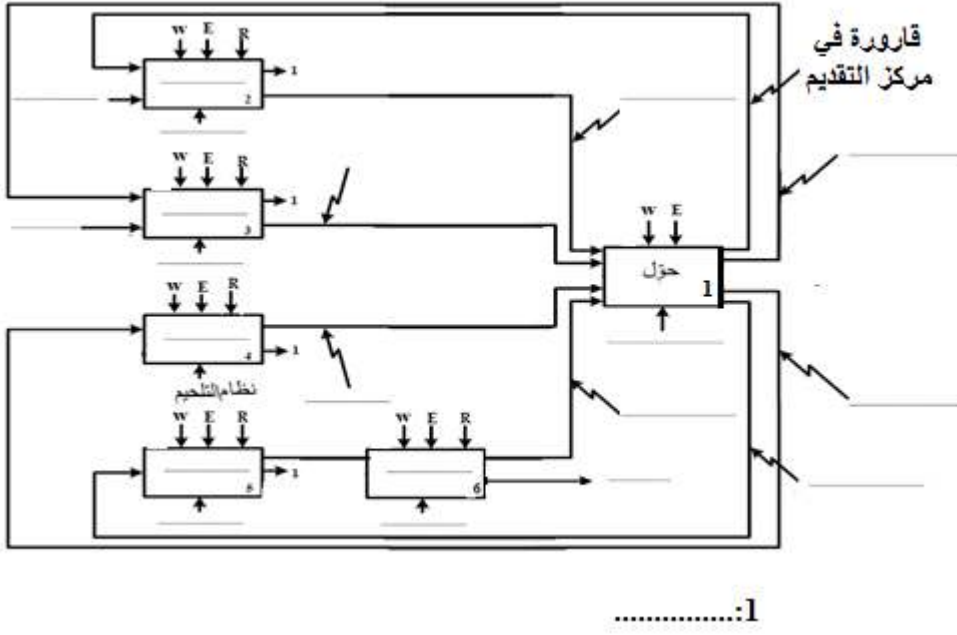 قارورة في
مركز التقديم
W E R
1
2
W E R
1
3
W E
حوّل
1
W E R
4
1
نظام التلحيم
W E R
1
5
W E R
6
1:...............